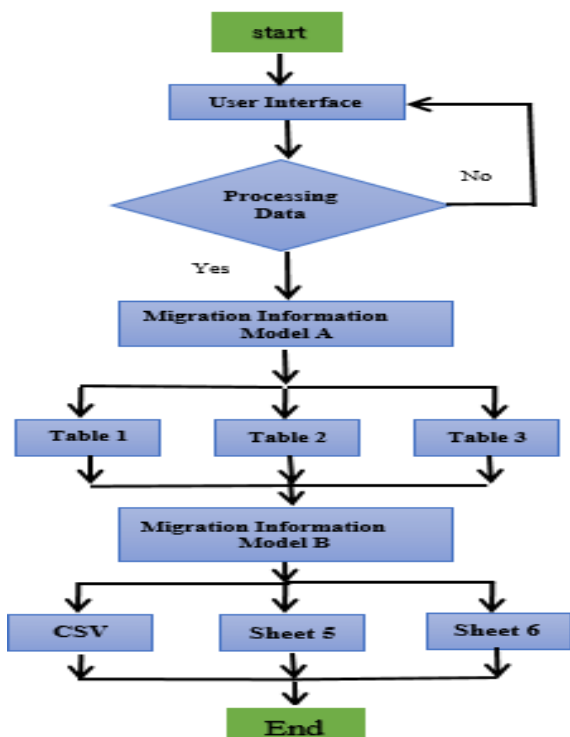 start
User Interface
No
Processing
Data
Yes
Migration Information
Model A
Table 1
Table 2
Table 3
Migration Information
Model B
CSV
Sheet 5
Sheet 6
End